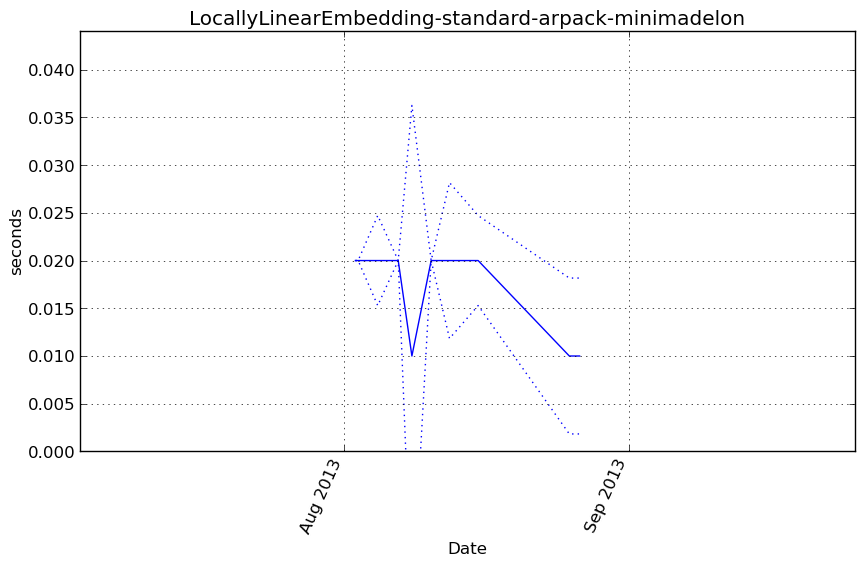 LocallyLinearEmbedding-standard-arpack-minimadelon
0.040
0.035
0.030
0.025
0.020
0.015
0.010
0.005
0.000
seconds
Aug 2013
Sep 2013
Date